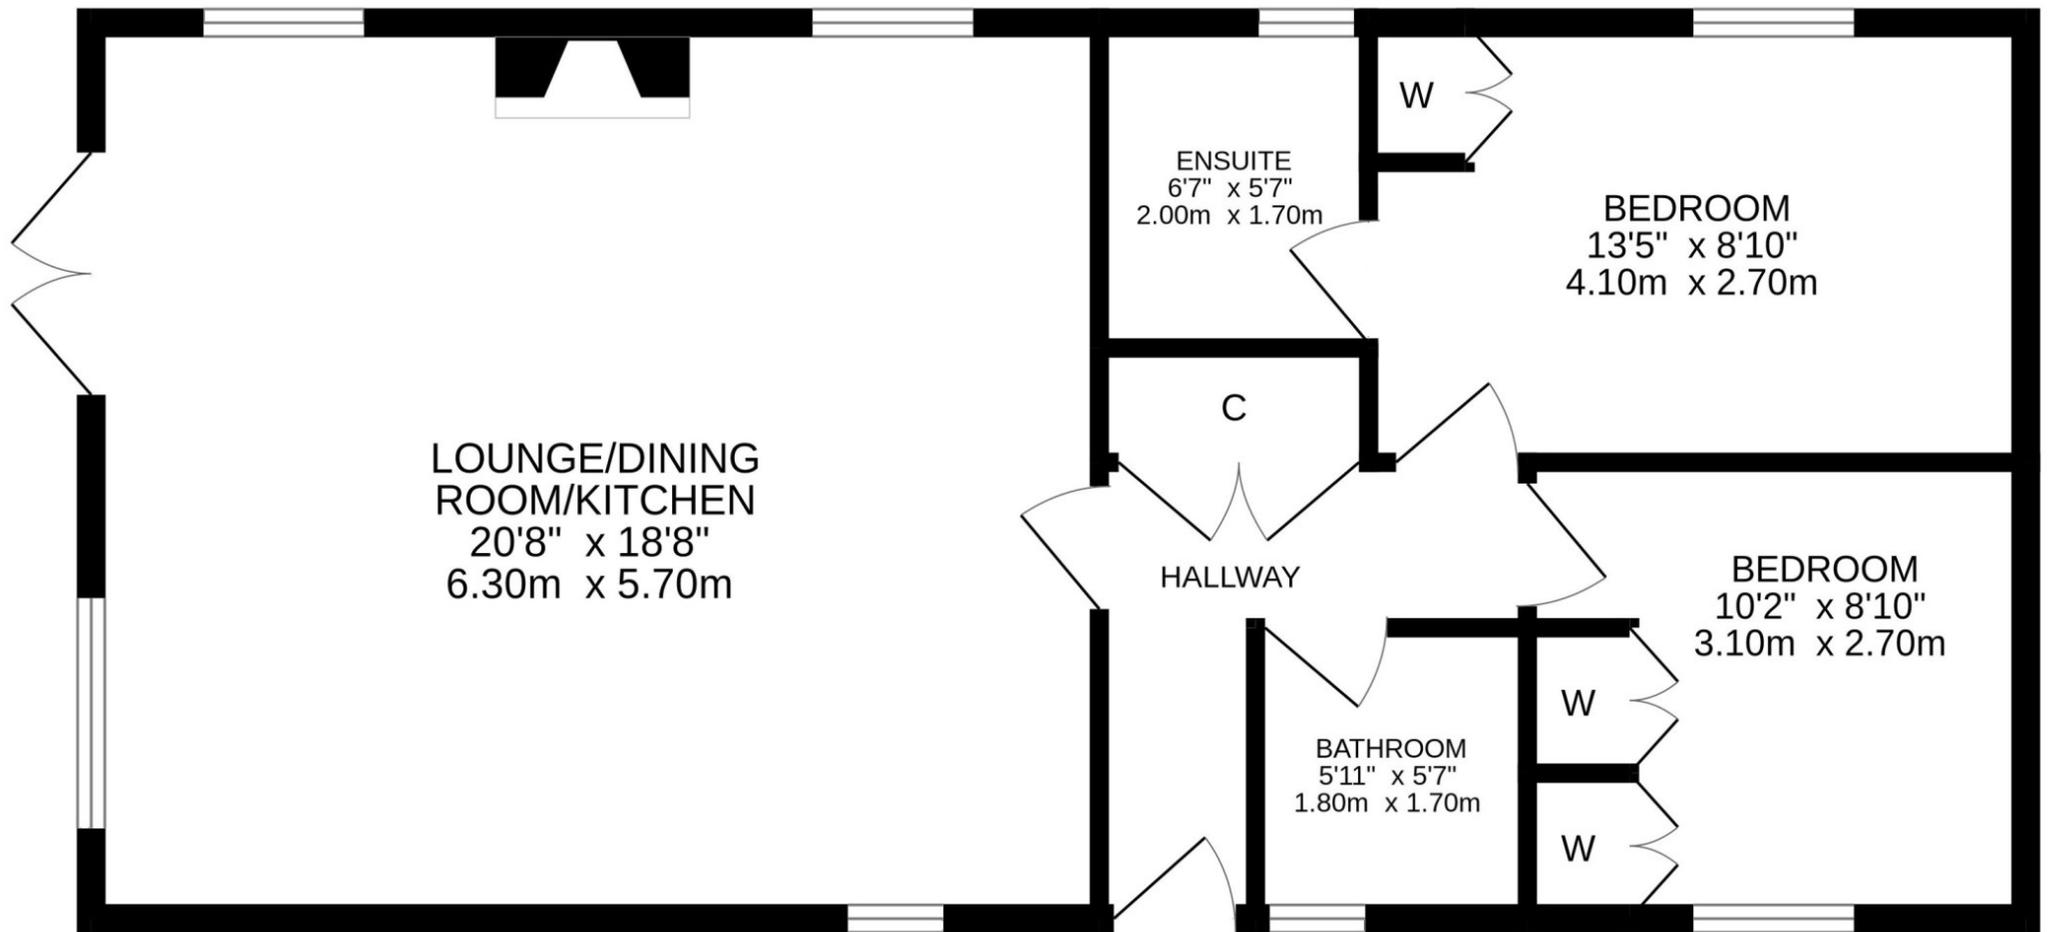 LOUNGE/DINING
ROOM/KITCHEN
20'8" x 18'8"
6.30m x 5.70m
ENSUITE
6'7" x 5'7"
2.00m x 1.70m
W
BEDROOM
13'5" x 8'10"
4.10m x 2.70m
C
HALLWAY
BEDROOM
10'2" x 8'10"
3.10m x 2.70m
BATHROOM
5'11" x 5'7"
1.80m x 1.70m
W
W